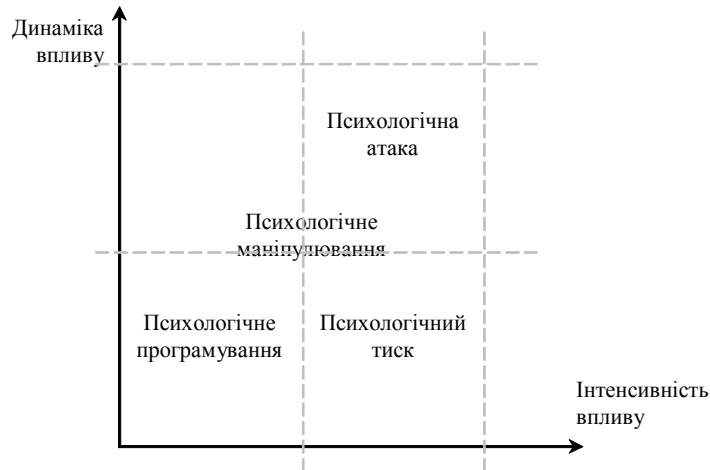 Динаміка
впливу
Психологічна
атака
Психологічне
маніпулювання
Психологічне
програмування
Психологічний
тиск
Інтенсивність
впливу